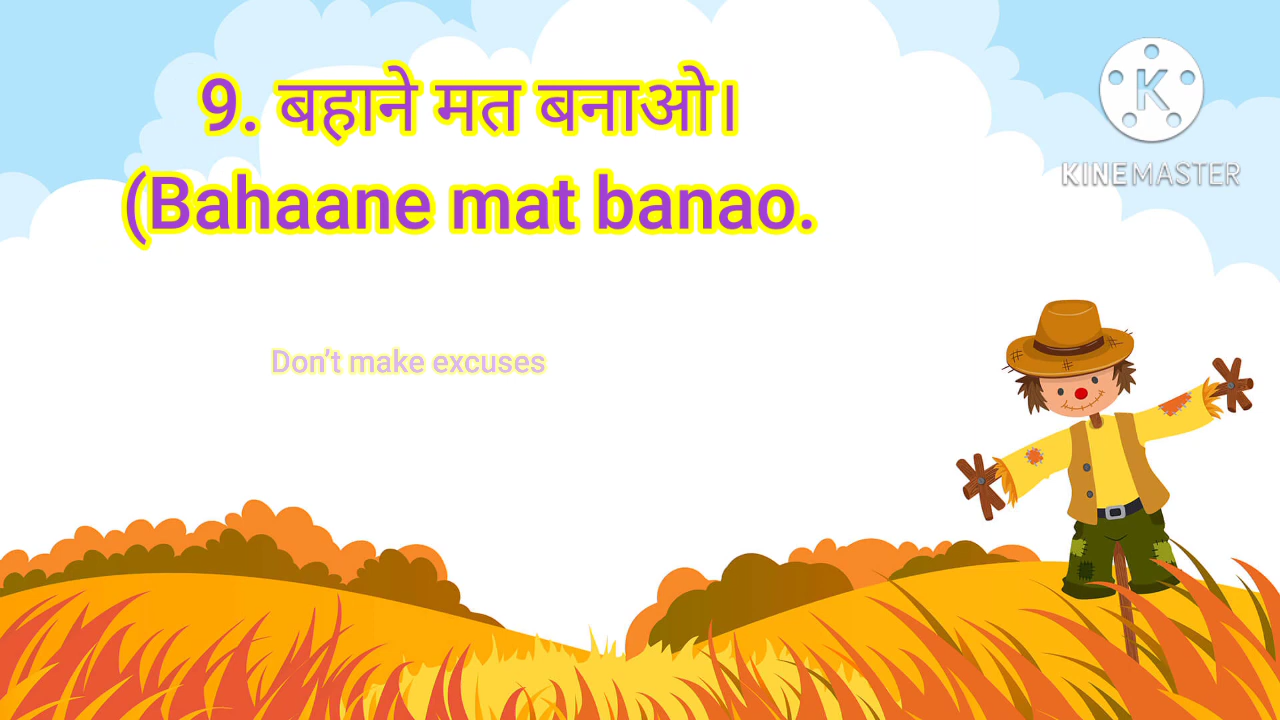 9. बहाने मत बनाओ।
(Bahaane mat banao.
Don’t make excuses
K
KINEMASTER